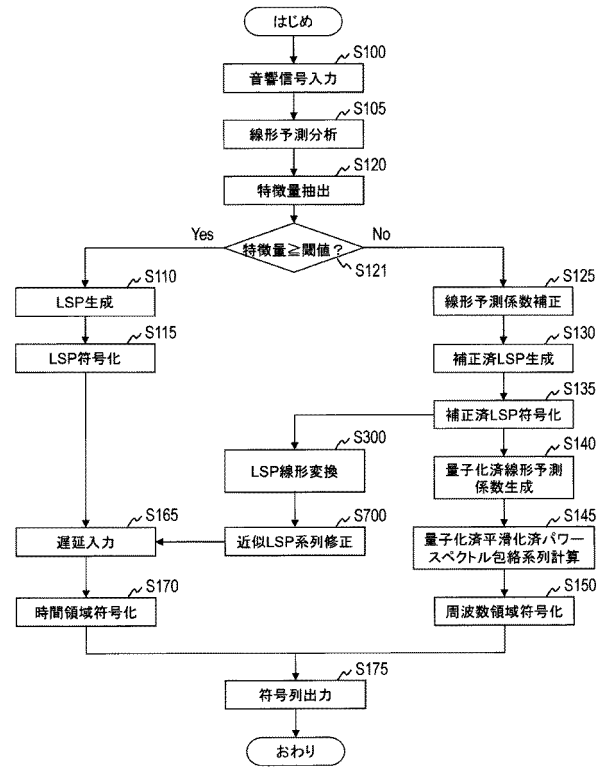 はじめ
S100
音響信号入力
S105
線形予測分析
S120
特徴量抽出
Yes
特徴量≧閾値？
No
S121
S110
LSP生成
S115
LSP符号化
S125
線形予測係数補正
S130
補正済LSP生成
S135
補正済LSP符号化
S300
LSP線形変換
S140
量子化済線形予測
係数生成
S165
遅延入力
S700
近似LSP系列修正
S145
量子化済平滑化済パワー
スペクトル包絡系列計算
S170
時間領域符号化
S150
周波数領域符号化
S175
符号列出力
おわり